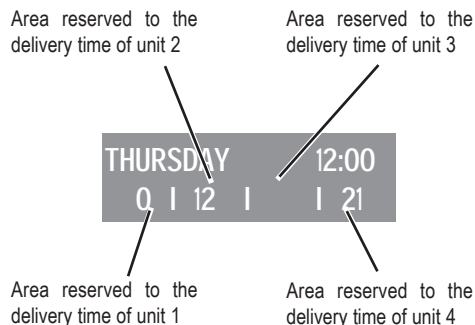 Area reserved to the
delivery time of unit 2
Area reserved to the
delivery time of unit 3
THURSDAY 12:00
0 I 12 I I 21
Area reserved to the
delivery time of unit 1
Area reserved to the
delivery time of unit 4